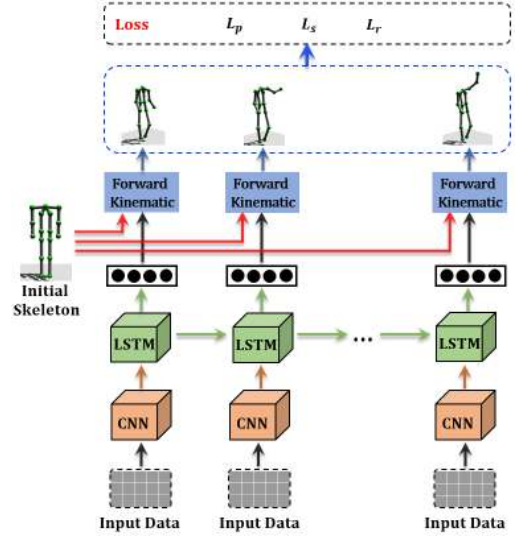 Loss L_p L_s L_r
Forward Kinematic
Forward Kinematic
Forward Kinematic
Initial Skeleton
LSTM
LSTM
...
LSTM
CNN
CNN
CNN
Input Data
Input Data
Input Data